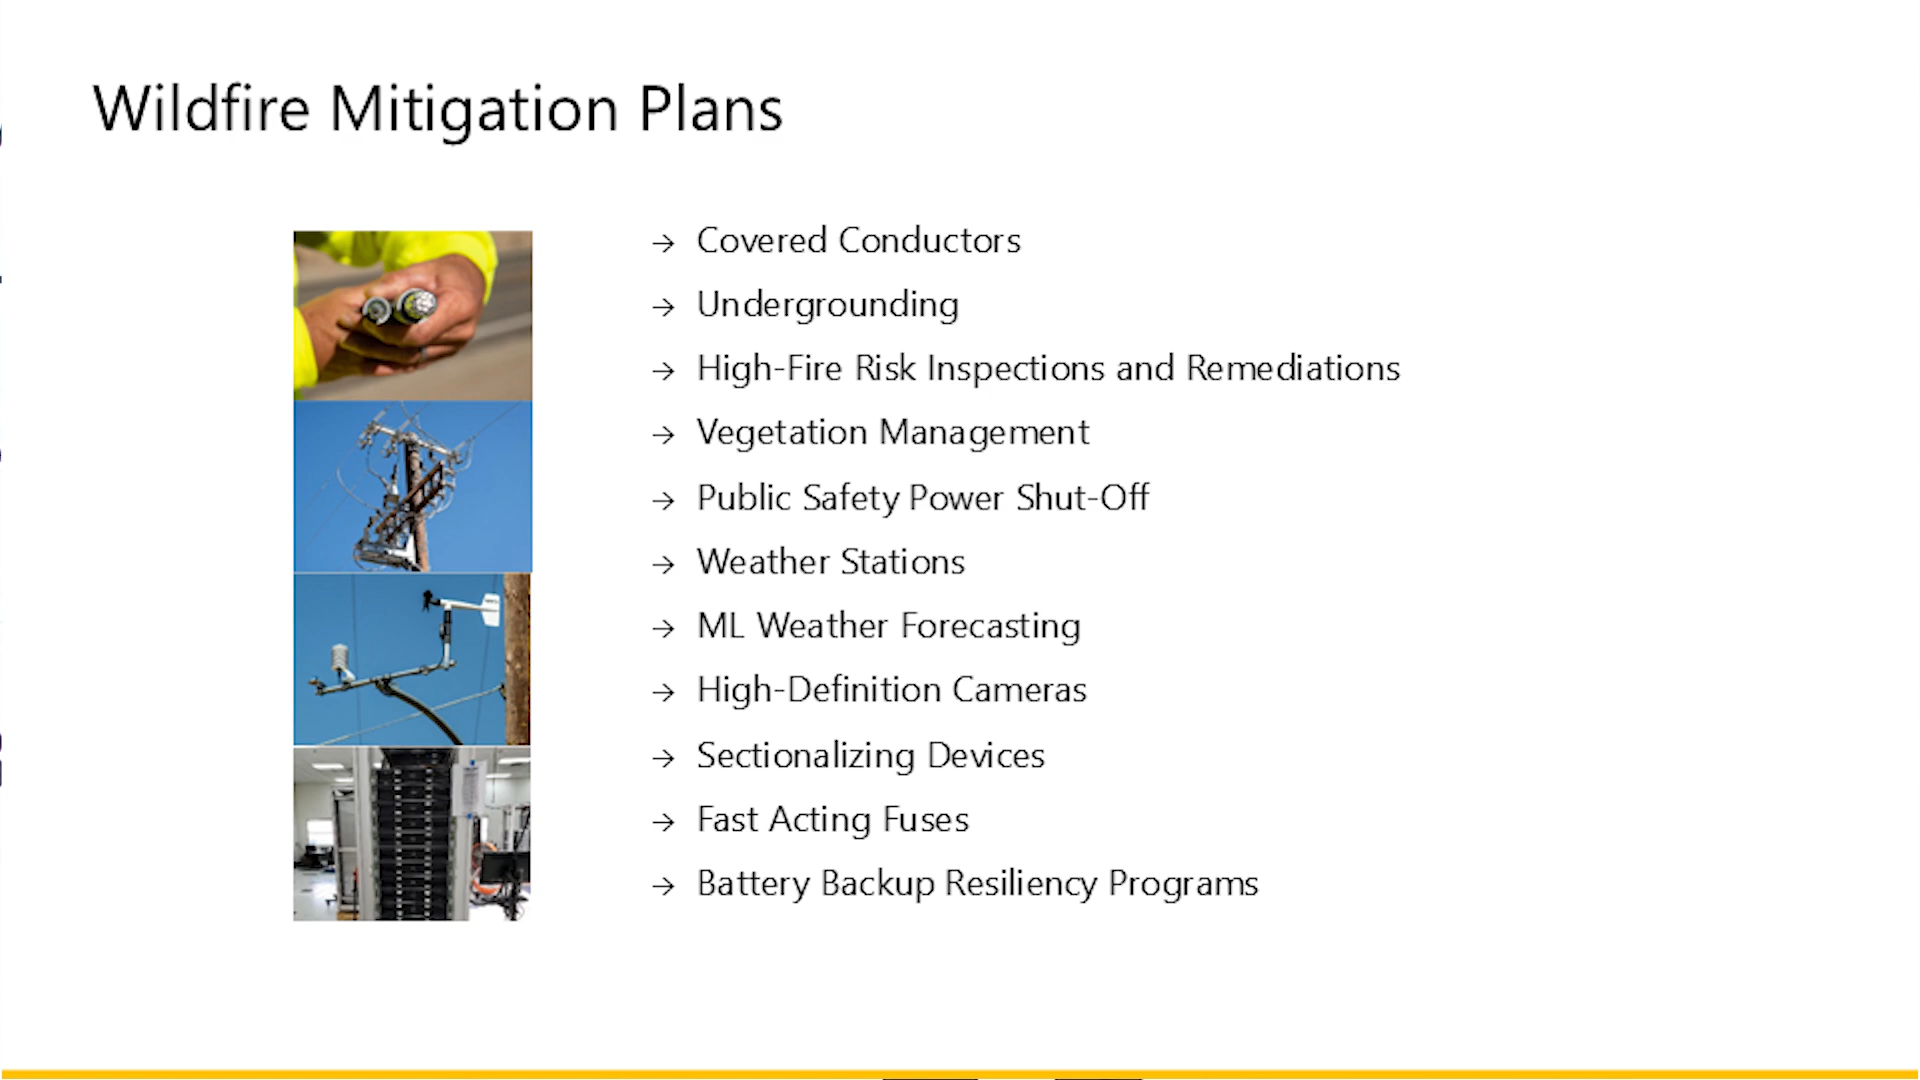 Wildfire Mitigation Plans
→ Covered Conductors
→ Undergrounding
→ High-Fire Risk Inspections and Remediations
→ Vegetation Management
→ Public Safety Power Shut-Off
→ Weather Stations
→ ML Weather Forecasting
→ High-Definition Cameras
→ Sectionalizing Devices
→ Fast Acting Fuses
→ Battery Backup Resiliency Programs